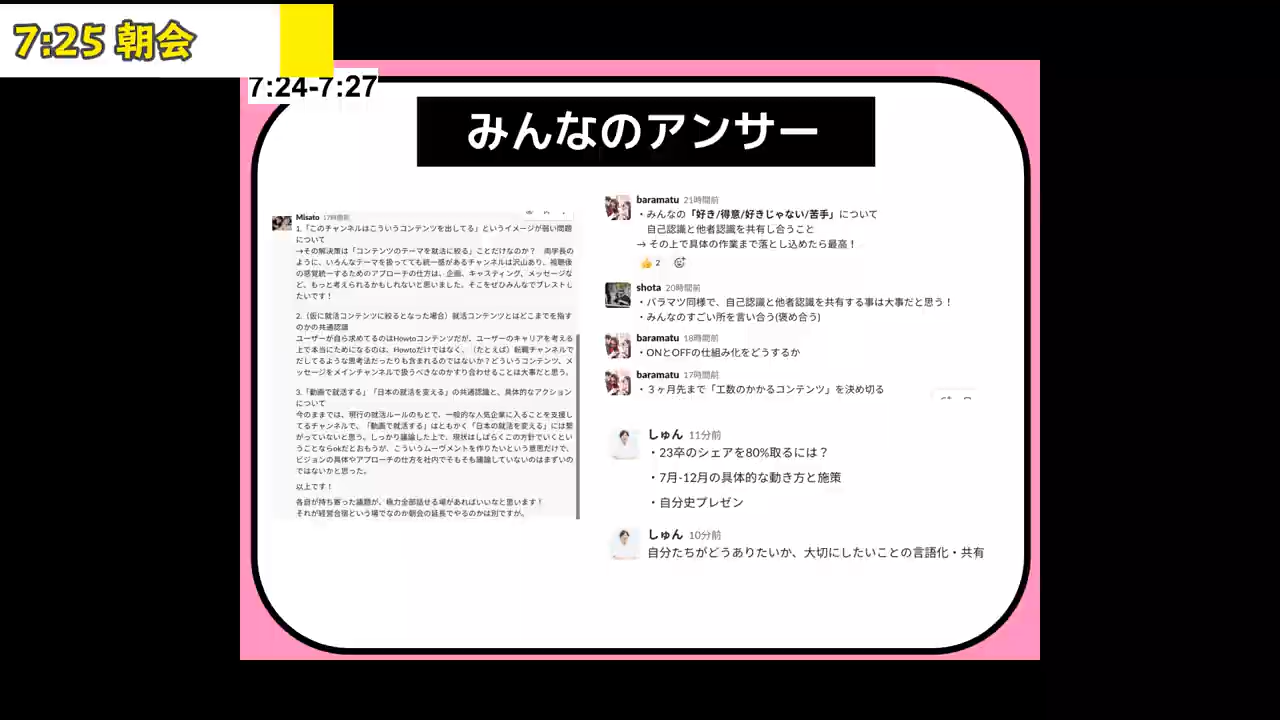 7:25 朝会
7:24-7:27
みんなのアンサー
Misato 17時間前
1.「このチャンネルはこういうコンテンツを出してる」というイメージが弱い問題
について
→その解決策は「コンテンツのテーマを就活に絞る」ことだけなのか？ 両学長の
ように、いろんなテーマを扱ってても統一感があるチャンネルは沢山あり、視聴後
の感覚統一するためのアプローチの仕方は、企画、キャスティング、メッセージな
ど、もっと考えられるかもしれないと思いました。そこをぜひみんなでブレストし
たいです！
2.（仮に就活コンテンツに絞るとなった場合）就活コンテンツとはどこまでを指す
のかの共通認識
ユーザーが自ら求めてるのはHowtoコンテンツだが、ユーザーのキャリアを考える
上で本当にためになるのは、Howtoだけではなく、（たとえば）転職チャンネルで
だしてるような思考法だったりも含まれるのではないか？どういうコンテンツ、メ
ッセージをメインチャンネルで扱うべきなのかすり合わせることは大事だと思う。
3.「動画で就活する」「日本の就活を変える」の共通認識と、具体的なアクション
について
今のままでは、現行の就活ルールのもとで、一般的な人気企業に入ることを支援し
てるチャンネルで、「動画で就活する」はともかく「日本の就活を変える」には繋
がっていないと思う。しっかり議論した上で、現状はしばらくこの方針でいくとい
うことならokだとおもうが、こういうムーヴメントを作りたいという意思だけで、
ビジョンの具体やアプローチの仕方を社内でそもそも議論していないのはまずいの
ではないかと思った。
以上です！
各自が持ち寄った議題が、極力全部話せる場があればいいなと思います！
それが経営合宿という場でなのか朝会の延長でやるのかは別ですが。
baramatu 21時間前
・みんなの「好き/得意/好きじゃない/苦手」について
自己認識と他者認識を共有し合うこと
→ その上で具体の作業まで落とし込めたら最高！
2
shota 20時間前
・バラマツ同様で、自己認識と他者認識を共有する事は大事だと思う！
・みんなのすごい所を言い合う(褒め合う)
baramatu 18時間前
・ONとOFFの仕組み化をどうするか
baramatu 17時間前
・３ヶ月先まで「工数のかかるコンテンツ」を決め切る
しゅん 11分前
・23卒のシェアを80%取るには？
・7月-12月の具体的な動き方と施策
・自分史プレゼン
しゅん 10分前
自分たちがどうありたいか、大切にしたいことの言語化・共有